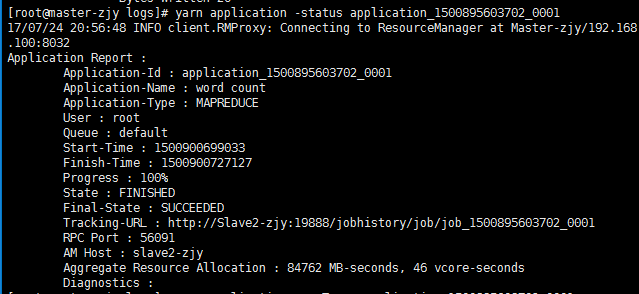 [root@master-zjy logs]# yarn application -status application_1500895603702_0001
17/07/24 20:56:48 INFO client.RMProxy: Connecting to ResourceManager at Master-zjy/192.168
.100:8032
Application Report :
Application-Id : application_1500895603702_0001
Application-Name : word count
Application-Type : MAPREDUCE
User : root
Queue : default
Start-Time : 1500900699033
Finish-Time : 1500900727127
Progress : 100%
State : FINISHED
Final-State : SUCCEEDED
Tracking-URL : http://Slave2-zjy:19888/jobhistory/job/job_1500895603702_0001
RPC Port : 56091
AM Host : slave2-zjy
Aggregate Resource Allocation : 84762 MB-seconds, 46 vcore-seconds
Diagnostics :